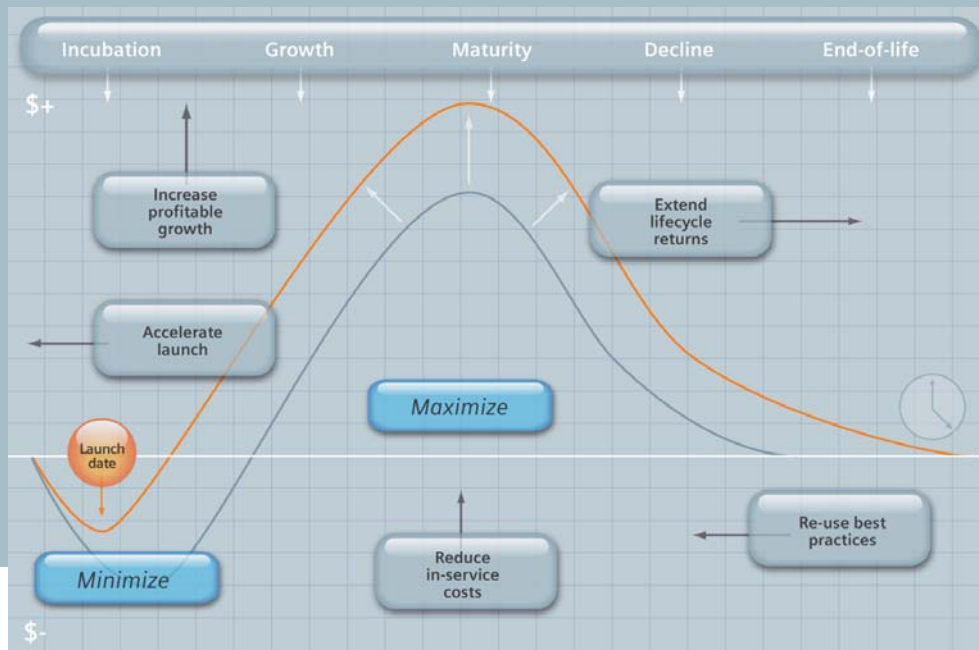 Incubation Growth Maturity Decline End-of-life
$+
Increase
profitable
growth
Extend
lifecycle
returns
Accelerate
launch
Maximize
Launch
date
Minimize
Reduce
in-service
costs
Re-use best
practices
$-